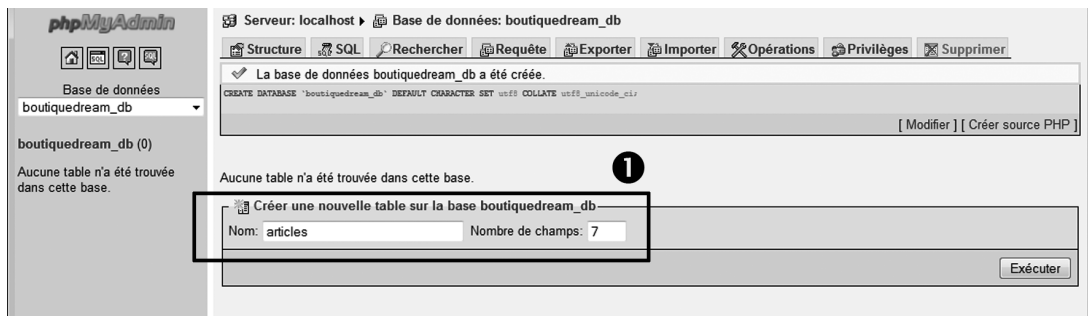 phpMyAdmin
Base de données
boutiquedream_db
boutiquedream_db (0)
Aucune table n'a été trouvée
dans cette base.
Serveur: localhost Base de données: boutiquedream_db
Structure SQL Rechercher Requête Exporter Importer Opérations Privilèges Supprimer
La base de données boutiquedream_db a été créée.
CREATE DATABASE `boutiquedream_db` DEFAULT CHARACTER SET utf8 COLLATE utf8_unicode_ci;
[ Modifier ] [ Créer source PHP ]
1
Aucune table n'a été trouvée dans cette base.
Créer une nouvelle table sur la base boutiquedream_db
Nom: articles Nombre de champs: 7
Exécuter